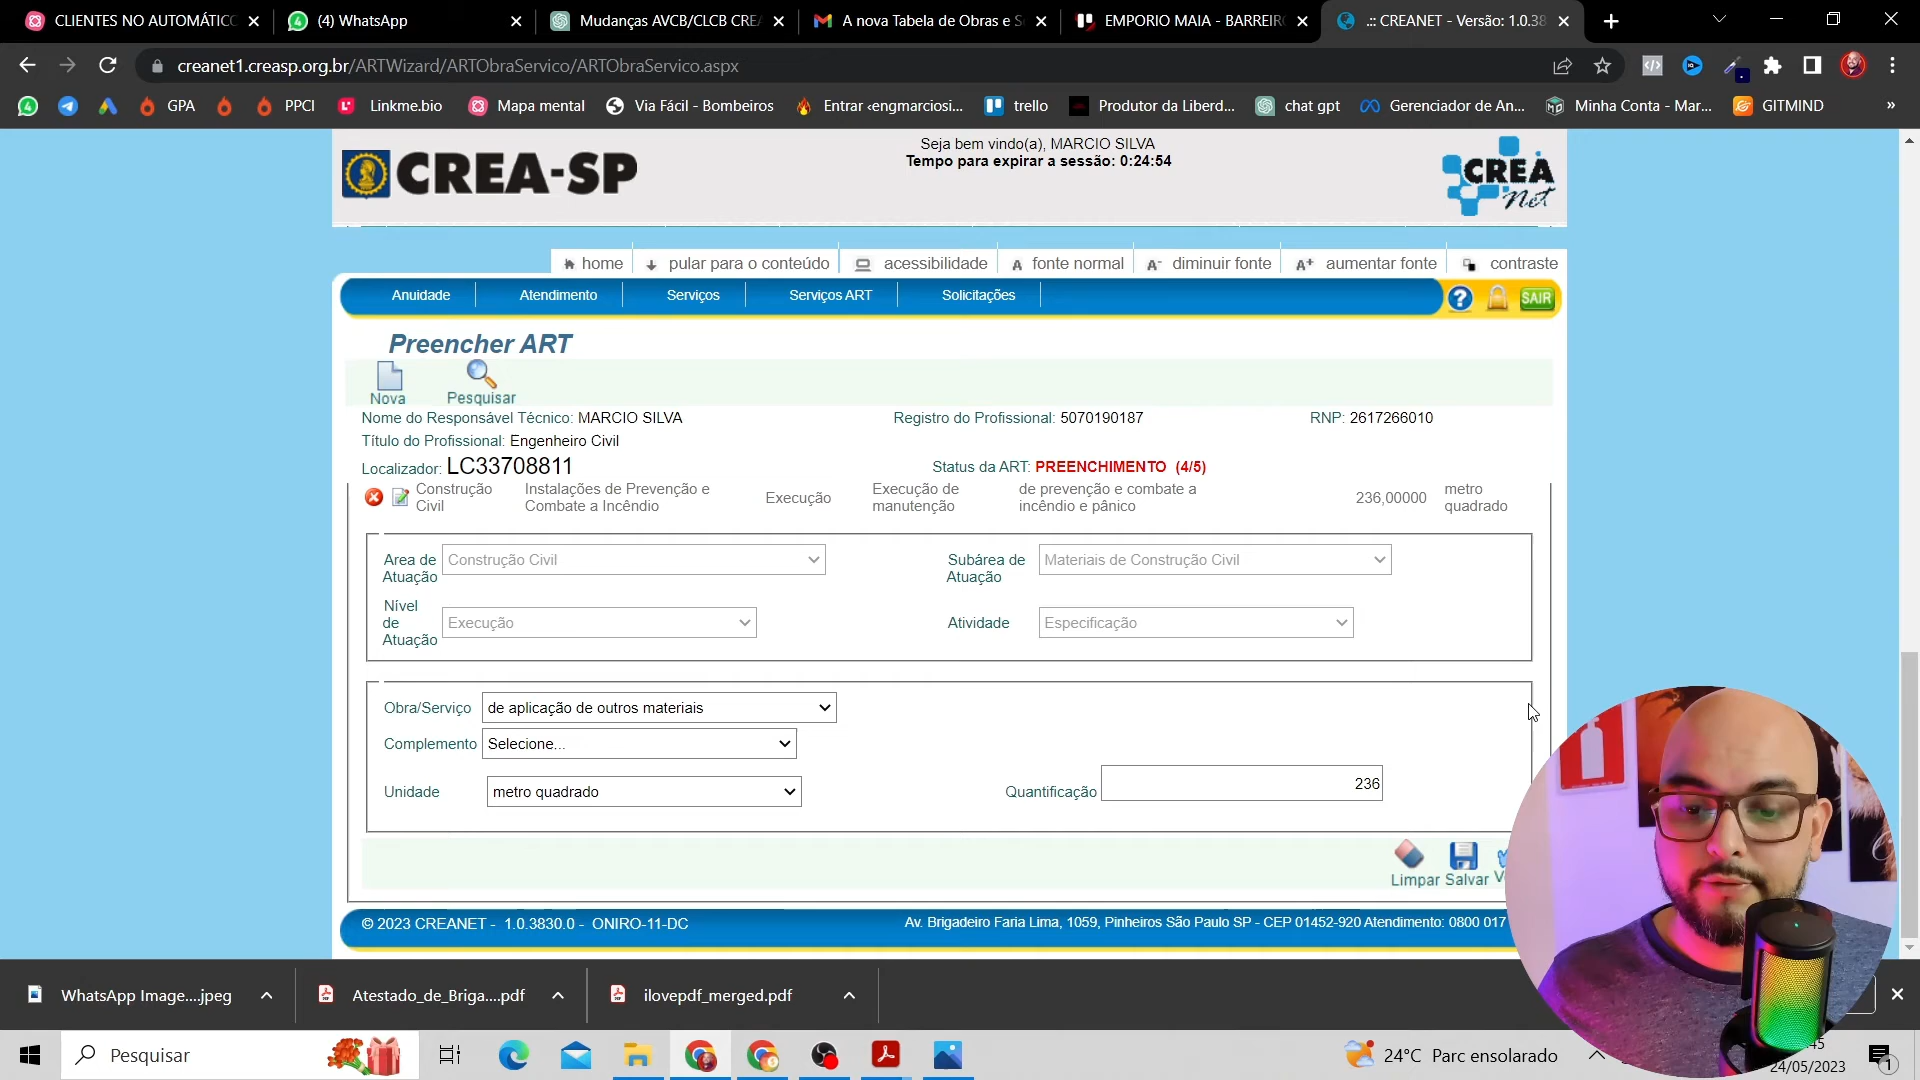 CLIENTES NO AUTOMÁTICO
(4) WhatsApp
Mudanças AVCB/CLCB CREA
A nova Tabela de Obras e S
EMPORIO MAIA - BARREIR
.:: CREANET - Versão: 1.0.38
creanet1.creasp.org.br/ARTWizard/ARTObraServico/ARTObraServico.aspx
GPA
PPCI
Linkme.bio
Mapa mental
Via Fácil - Bombeiros
Entrar ‹engmarciosi...
trello
Produtor da Liberd...
chat gpt
Gerenciador de An...
Minha Conta - Mar...
GITMIND
»
CREA-SP
Seja bem vindo(a), MARCIO SILVA
Tempo para expirar a sessão: 0:24:54
CREA
Net
home
pular para o conteúdo
acessibilidade
A fonte normal
A- diminuir fonte
A+ aumentar fonte
contraste
Anuidade
Atendimento
Serviços
Serviços ART
Solicitações
?
SAIR
Preencher ART
Nova
Pesquisar
Nome do Responsável Técnico: MARCIO SILVA
Registro do Profissional: 5070190187
RNP: 2617266010
Título do Profissional: Engenheiro Civil
Localizador: LC33708811
Status da ART: PREENCHIMENTO (4/5)
Construção
Civil
Instalações de Prevenção e
Combate a Incêndio
Execução
Execução de
manutenção
de prevenção e combate a
incêndio e pânico
236,00000
metro
quadrado
Area de
Atuação
Construção Civil
Subárea de
Atuação
Materiais de Construção Civil
Nível
de
Atuação
Execução
Atividade
Especificação
Obra/Serviço
de aplicação de outros materiais
Complemento
Selecione...
Unidade
metro quadrado
Quantificação
236
Limpar
Salvar
V
© 2023 CREANET - 1.0.3830.0 - ONIRO-11-DC
Av. Brigadeiro Faria Lima, 1059, Pinheiros São Paulo SP - CEP 01452-920 Atendimento: 0800 017
WhatsApp Image....jpeg
Atestado_de_Briga....pdf
ilovepdf_merged.pdf
Pesquisar
24°C Parc ensolarado
:45
24/05/2023
1